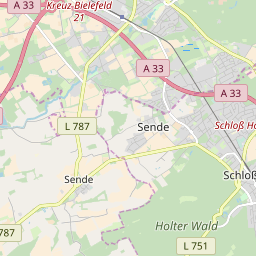 A 33
Kreuz Bielefeld
21
A 33
A 33
L 787
Sende
Schloß Ho
Sende
Schloß
787
Holter Wald
L 751